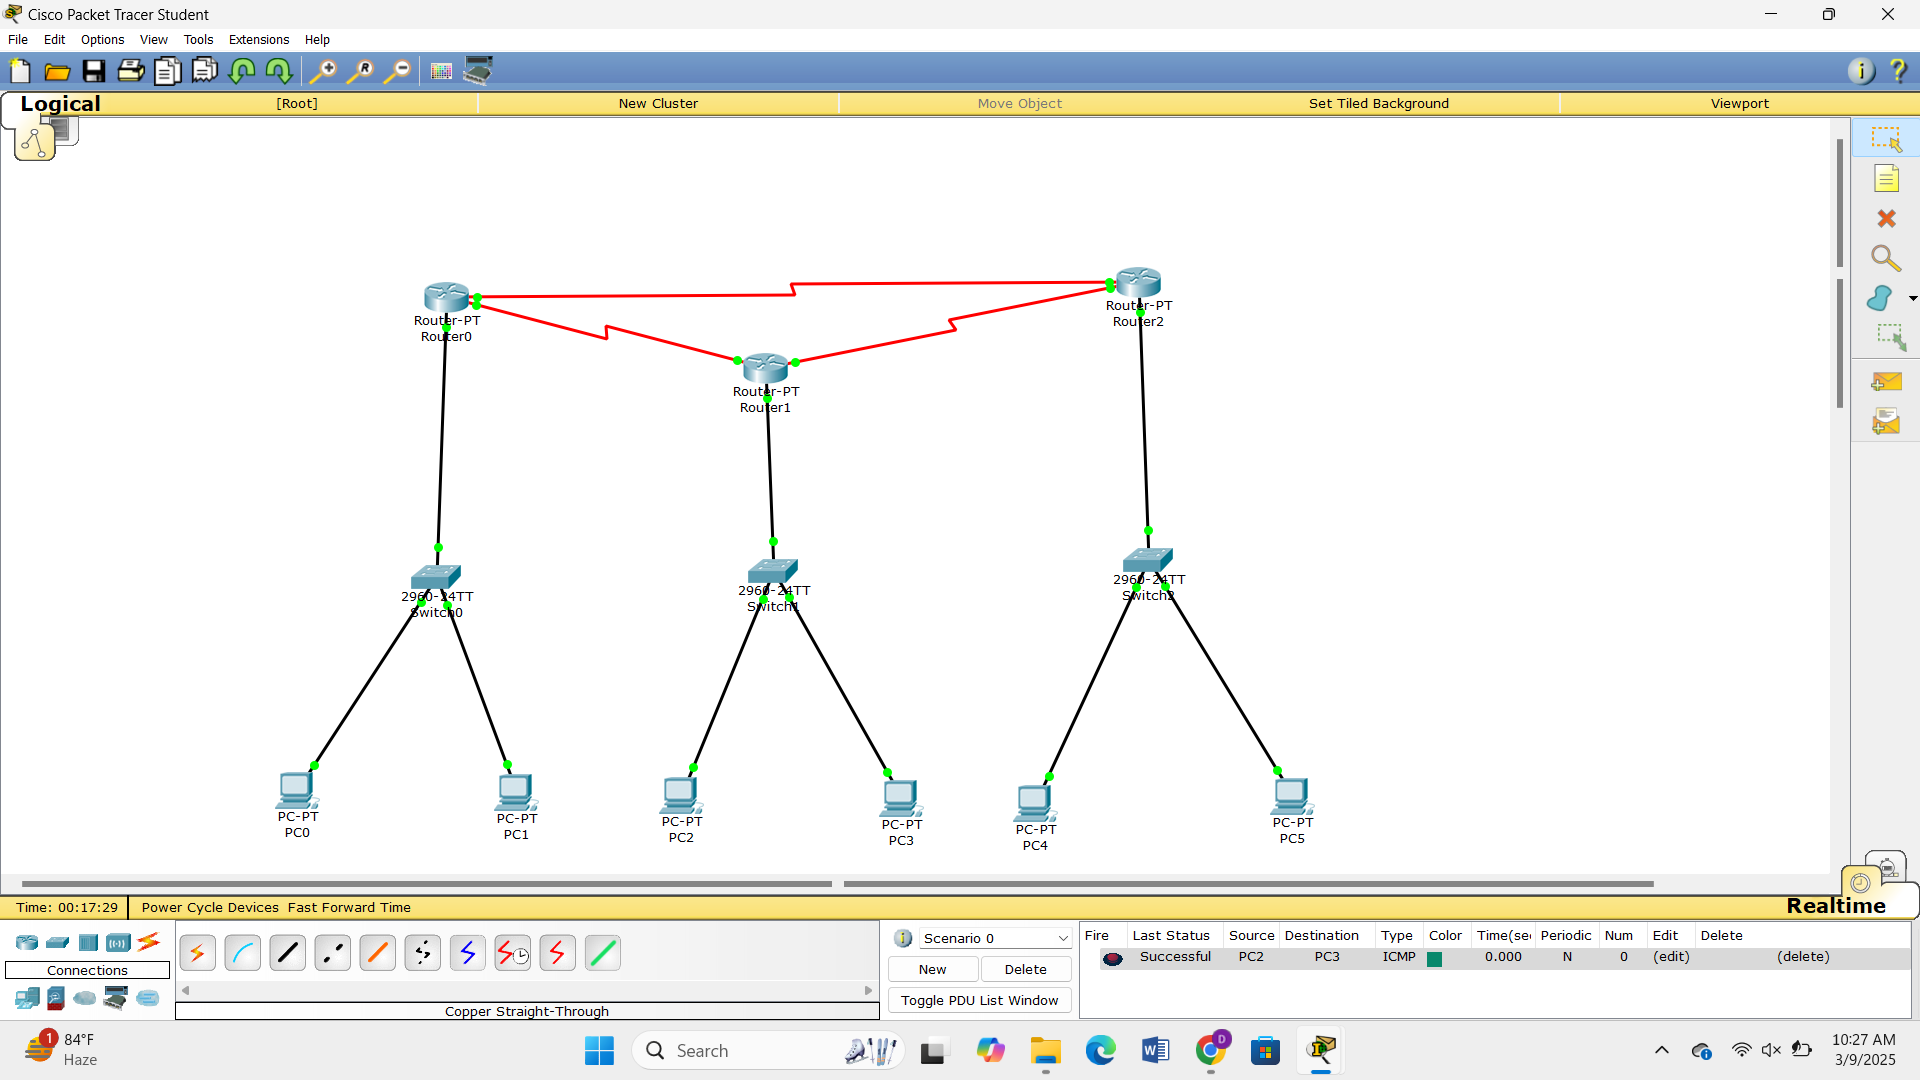 Cisco Packet Tracer Student
File Edit Options View Tools Extensions Help
Logical [Root] New Cluster Move Object Set Tiled Background Viewport
Router-PT
Router0
Router-PT
Router2
Router-PT
Router1
2960-24TT
Switch0
2960-24TT
Switch1
2960-24TT
Switch2
PC-PT
PC0
PC-PT
PC1
PC-PT
PC2
PC-PT
PC3
PC-PT
PC4
PC-PT
PC5
Time: 00:17:29 Power Cycle Devices Fast Forward Time Realtime
Connections
Copper Straight-Through
Scenario 0
New Delete
Toggle PDU List Window
Fire Last Status Source Destination Type Color Time(sec Periodic Num Edit Delete
Successful PC2 PC3 ICMP 0.000 N 0 (edit) (delete)
1
84°F
Haze
Search
D
10:27 AM
3/9/2025